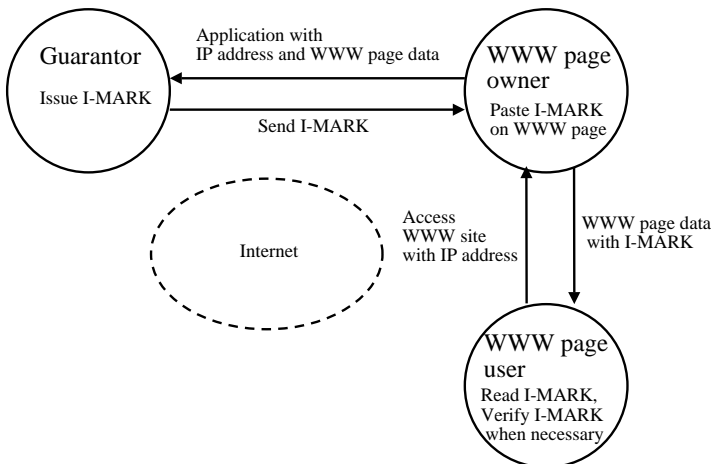 Guarantor
Issue I-MARK
Application with
IP address and WWW page data
Send I-MARK
WWW page
owner
Paste I-MARK
on WWW page
Internet
Access
WWW site
with IP address
WWW page data
with I-MARK
WWW page
user
Read I-MARK,
Verify I-MARK
when necessary